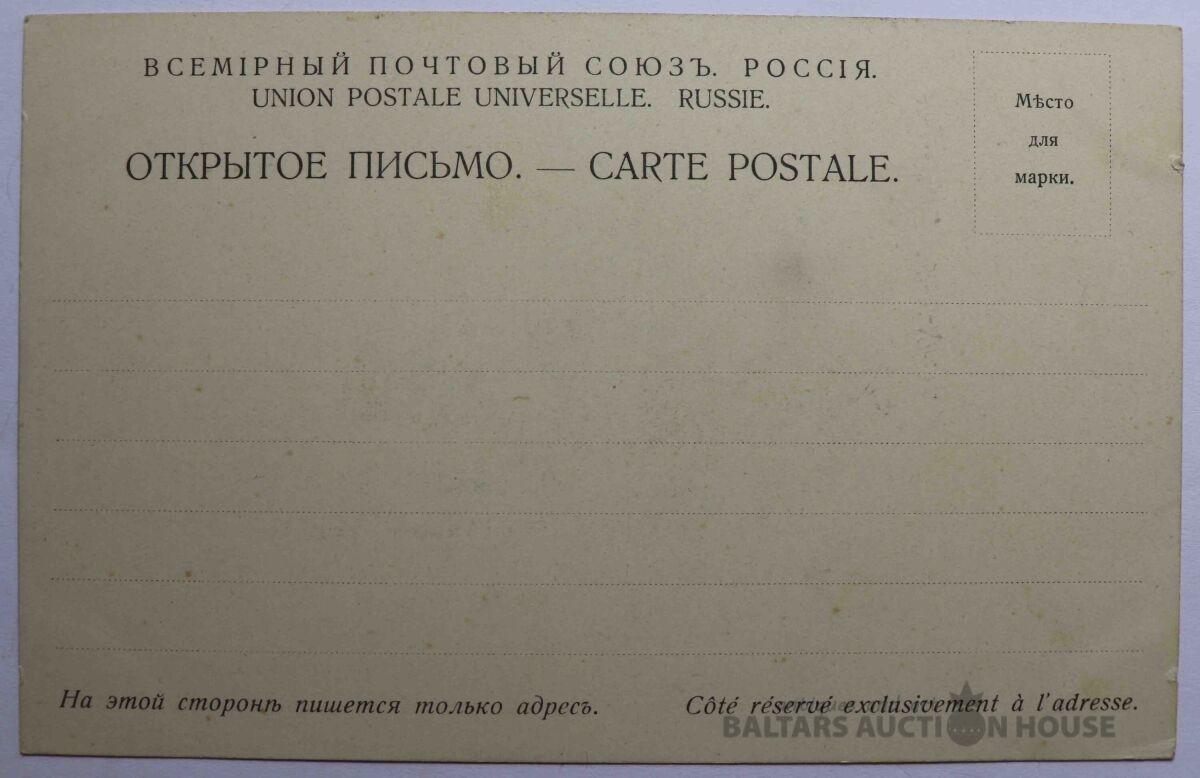 ВСЕМІРНЫЙ ПОЧТОВЫЙ СОЮЗЪ. РОССІЯ.
UNION POSTALE UNIVERSELLE. RUSSIE.
ОТКРЫТОЕ ПИСЬМО. — CARTE POSTALE.
Мѣсто
для
марки.
На этой сторонѣ пишется только адресъ.
Côté réservé exclusivement à l'adresse.
BALTARS AUCTION HOUSE